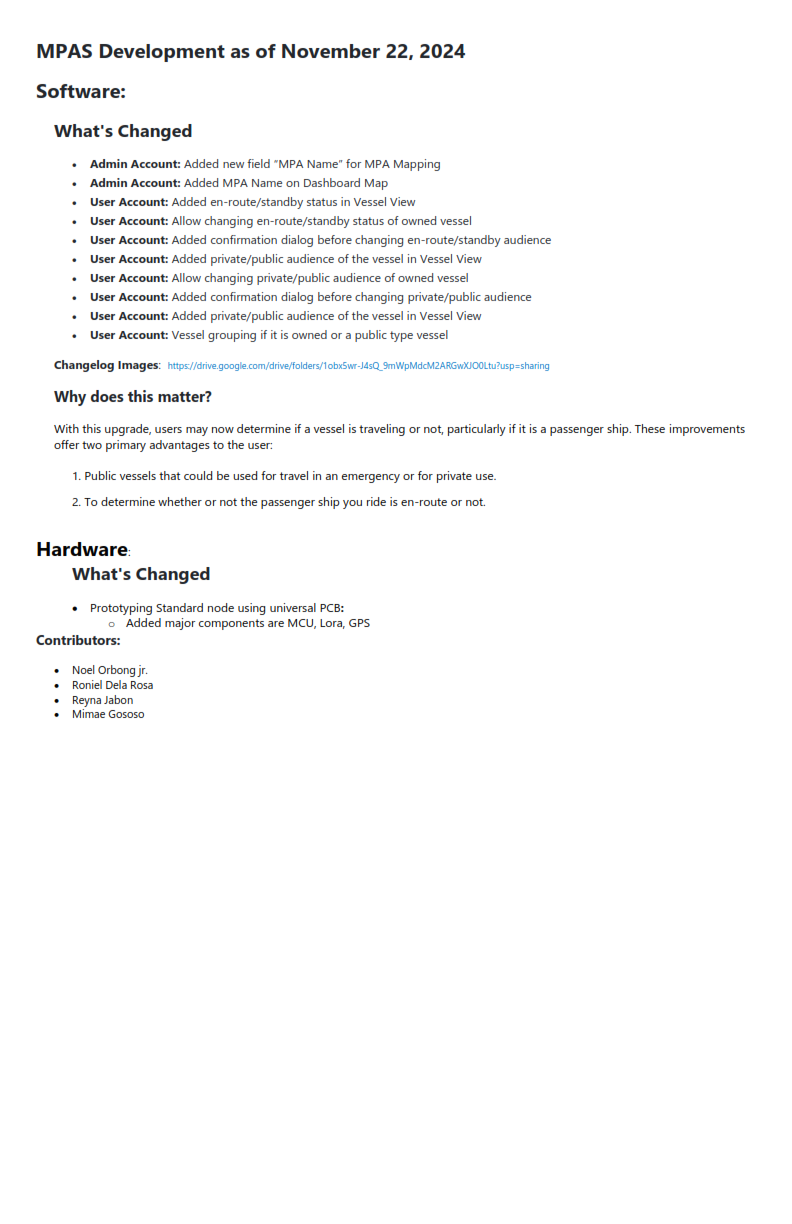 MPAS Development as of November 22, 2024
Software:
What's Changed
• Admin Account: Added new field “MPA Name” for MPA Mapping
• Admin Account: Added MPA Name on Dashboard Map
• User Account: Added en-route/standby status in Vessel View
• User Account: Allow changing en-route/standby status of owned vessel
• User Account: Added confirmation dialog before changing en-route/standby audience
• User Account: Added private/public audience of the vessel in Vessel View
• User Account: Allow changing private/public audience of owned vessel
• User Account: Added confirmation dialog before changing private/public audience
• User Account: Added private/public audience of the vessel in Vessel View
• User Account: Vessel grouping if it is owned or a public type vessel
Changelog Images: https://drive.google.com/drive/folders/1obx5wr-J4sQ_9mWpMdcM2ARGwXJO0Ltu?usp=sharing
Why does this matter?
With this upgrade, users may now determine if a vessel is traveling or not, particularly if it is a passenger ship. These improvements
offer two primary advantages to the user:
1. Public vessels that could be used for travel in an emergency or for private use.
2. To determine whether or not the passenger ship you ride is en-route or not.
Hardware:
What's Changed
• Prototyping Standard node using universal PCB:
○ Added major components are MCU, Lora, GPS
Contributors:
• Noel Orbong jr.
• Roniel Dela Rosa
• Reyna Jabon
• Mimae Gososo